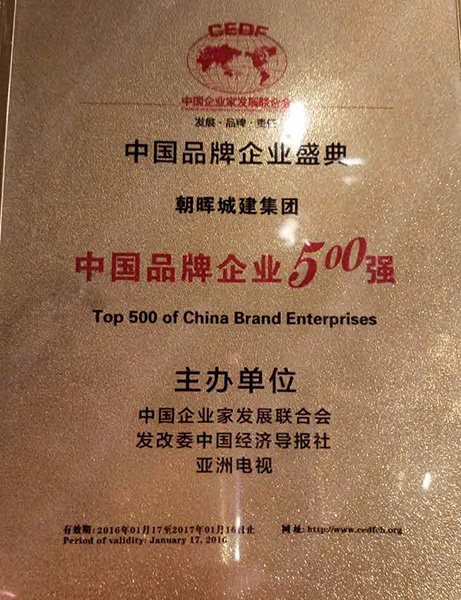 CEDF
中国企业家发展联合会
发展·品牌·责任
中国品牌企业盛典
朝晖城建集团
中国品牌企业500强
Top 500 of China Brand Enterprises
主办单位
中国企业家发展联合会
发改委中国经济导报社
亚洲电视
有效期: 2016年01月17至2017年01月16日止 网址: http://www.cedfch.org
Period of validity: January 17, 2016